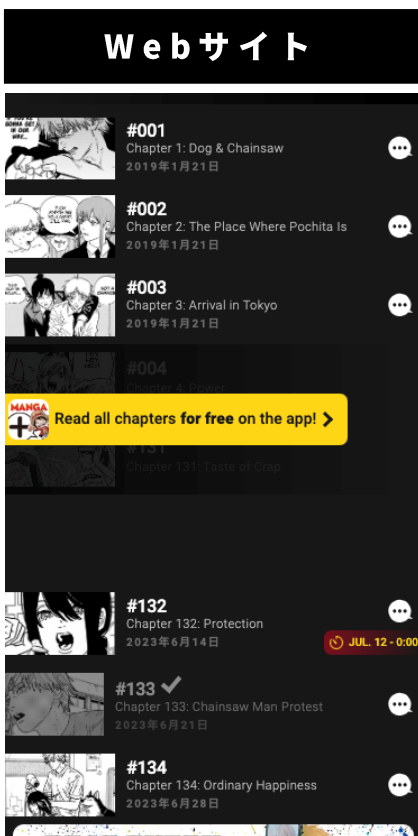 Webサイト
#001
Chapter 1: Dog & Chainsaw
2019年1月21日
#002
Chapter 2: The Place Where Pochita Is
2019年1月21日
#003
Chapter 3: Arrival in Tokyo
2019年1月21日
#004
Chapter 4: Power
MANGA
Read all chapters for free on the app!
#131
Chapter 131: Taste of Crap
#132
Chapter 132: Protection
2023年6月14日
JUL. 12 - 0:00
#133
Chapter 133: Chainsaw Man Protest
2023年6月21日
#134
Chapter 134: Ordinary Happiness
2023年6月28日